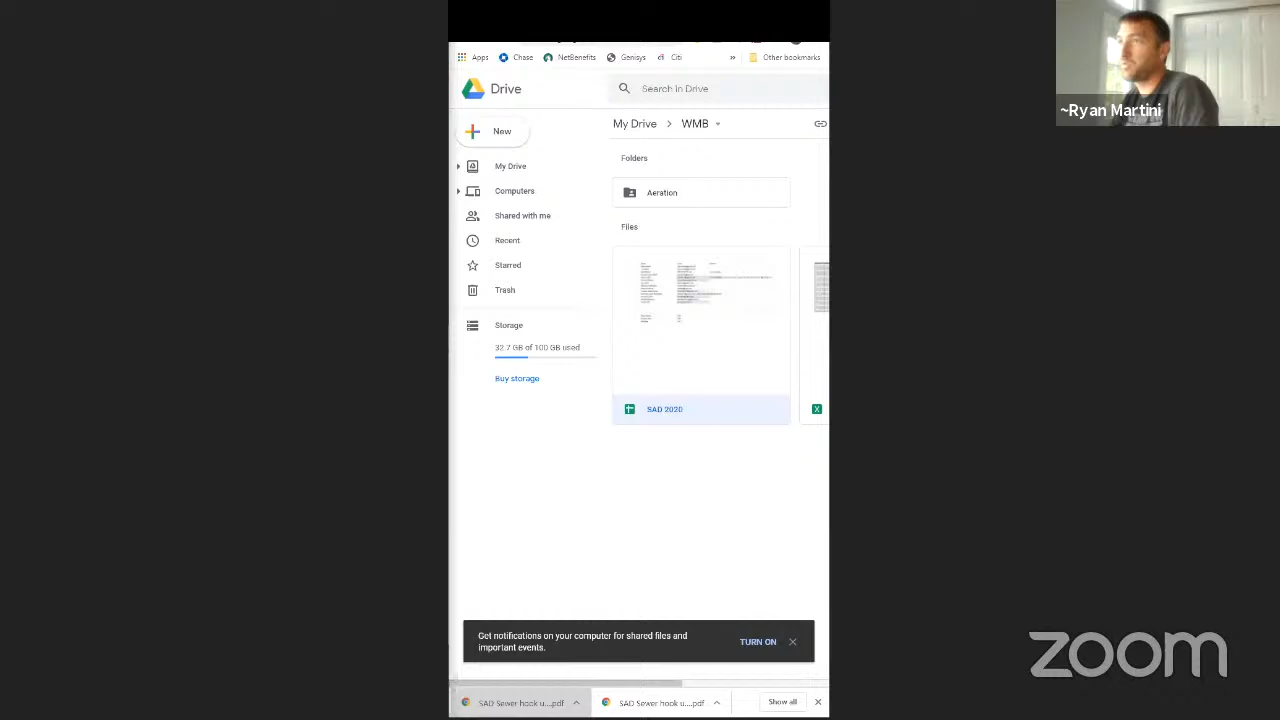 Apps Chase NetBenefits Genisys Citi » Other bookmarks
Drive
Search in Drive
New
My Drive > WMB
My Drive
Computers
Shared with me
Recent
Starred
Trash
Storage
32.7 GB of 100 GB used
Buy storage
Folders
Aeration
Files
SAD 2020
Get notifications on your computer for shared files and
important events.
TURN ON
SAD Sewer hook u....pdf
SAD Sewer hook u....pdf
Show all
~Ryan Martini
zoom